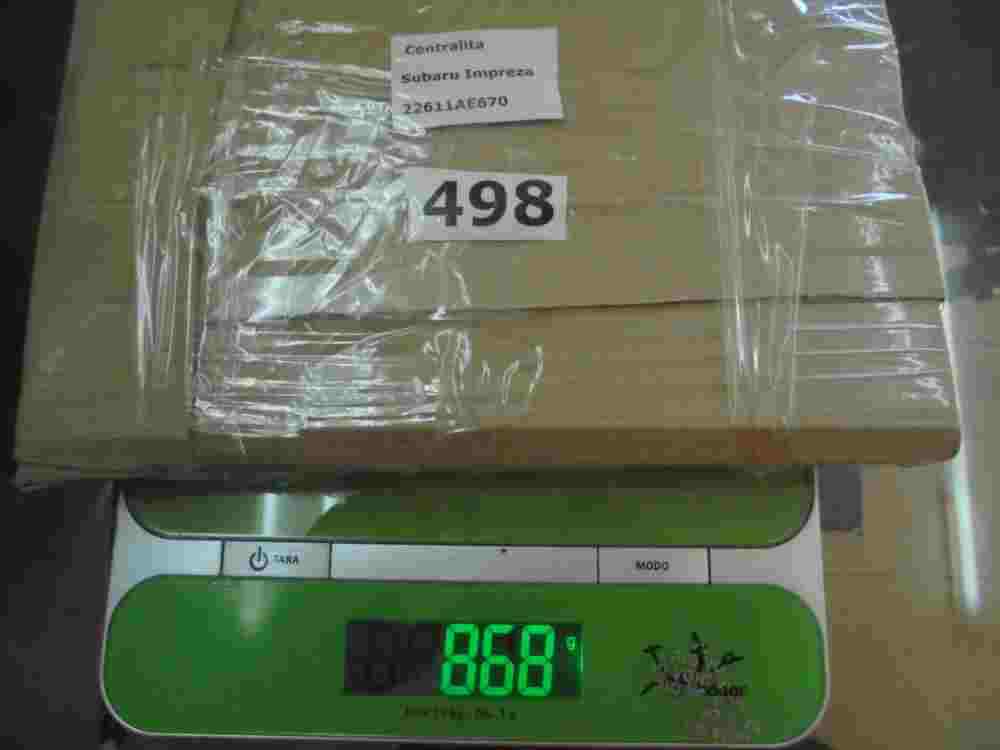 Centralita
Subaru Impreza
22611AE670
498
TARA
MODO
868 g